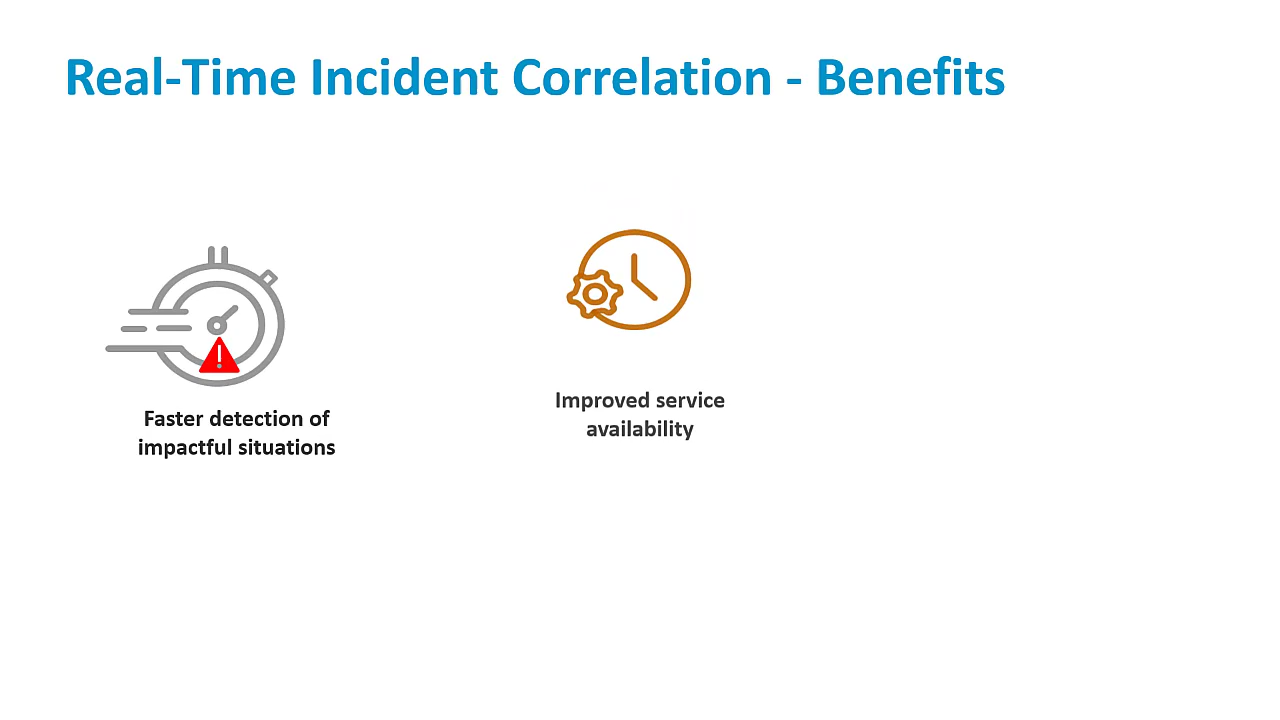 Real-Time Incident Correlation - Benefits
Faster detection of
impactful situations
Improved service
availability